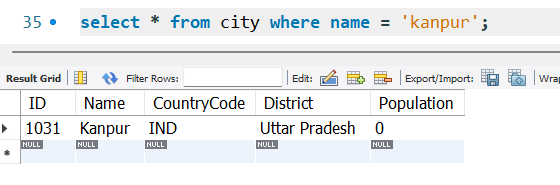 35 select * from city where name = 'kanpur';
Result Grid Filter Rows: Edit: Export/Import: Wrap
ID Name CountryCode District Population
1031 Kanpur IND Uttar Pradesh 0
NULL NULL NULL NULL NULL